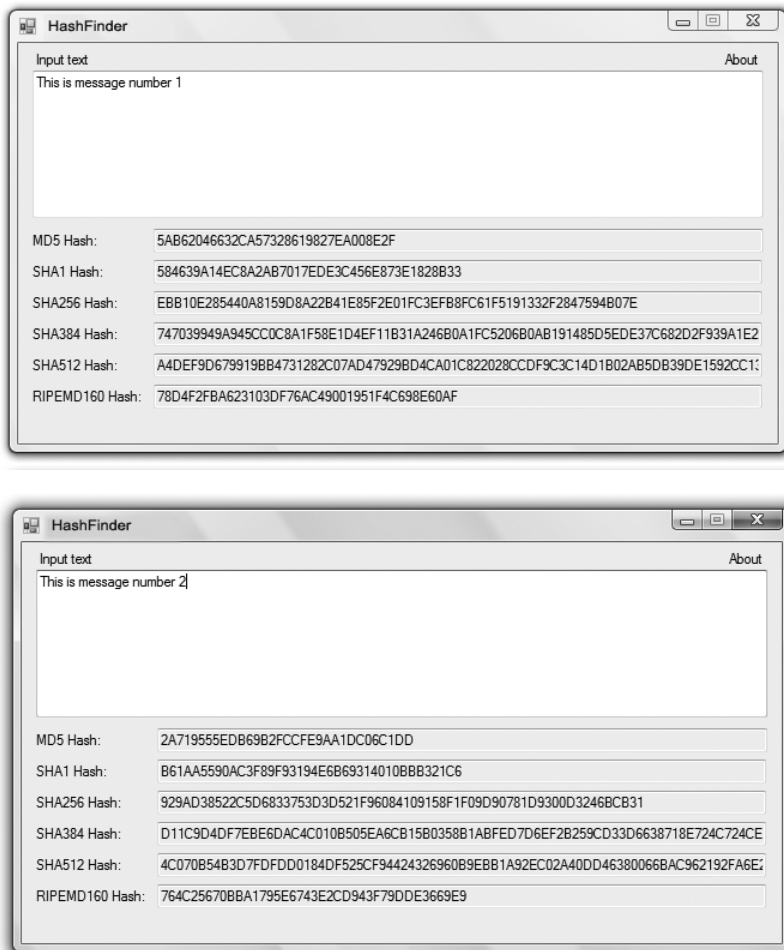 HashFinder
Input text About
This is message number 1
MD5 Hash: 5AB62046632CA57328619827EA008E2F
SHA1 Hash: 584639A14EC8A2AB7017EDE3C456E873E1828B33
SHA256 Hash: EBB10E285440A8159D8A22B41E85F2E01FC3EFB8FC61F5191332F2847594B07E
SHA384 Hash: 747039949A945CC0C8A1F58E1D4EF11B31A246B0A1FC5206B0AB191485D5EDE37C682D2F939A1E2
SHA512 Hash: A4DEF9D679919BB4731282C07AD47929BD4CA01C822028CCDF9C3C14D1B02AB5DB39DE1592CC13
RIPEMD160 Hash: 78D4F2FBA623103DF76AC49001951F4C698E60AF
HashFinder
Input text About
This is message number 2
MD5 Hash: 2A719555EDB69B2FCCFE9AA1DC06C1DD
SHA1 Hash: B61AA5590AC3F89F93194E6B69314010BBB321C6
SHA256 Hash: 929AD38522C5D6833753D3D521F96084109158F1F09D90781D9300D3246BCB31
SHA384 Hash: D11C9D4DF7EBE6DAC4C010B505EA6CB15B0358B1ABFED7D6EF2B259CD33D6638718E724C724CE
SHA512 Hash: 4C070B54B3D7FDFDD0184DF525CF94424326960B9EBB1A92EC02A40DD46380066BAC962192FA6E2
RIPEMD160 Hash: 764C25670BBA1795E6743E2CD943F79DDE3669E9